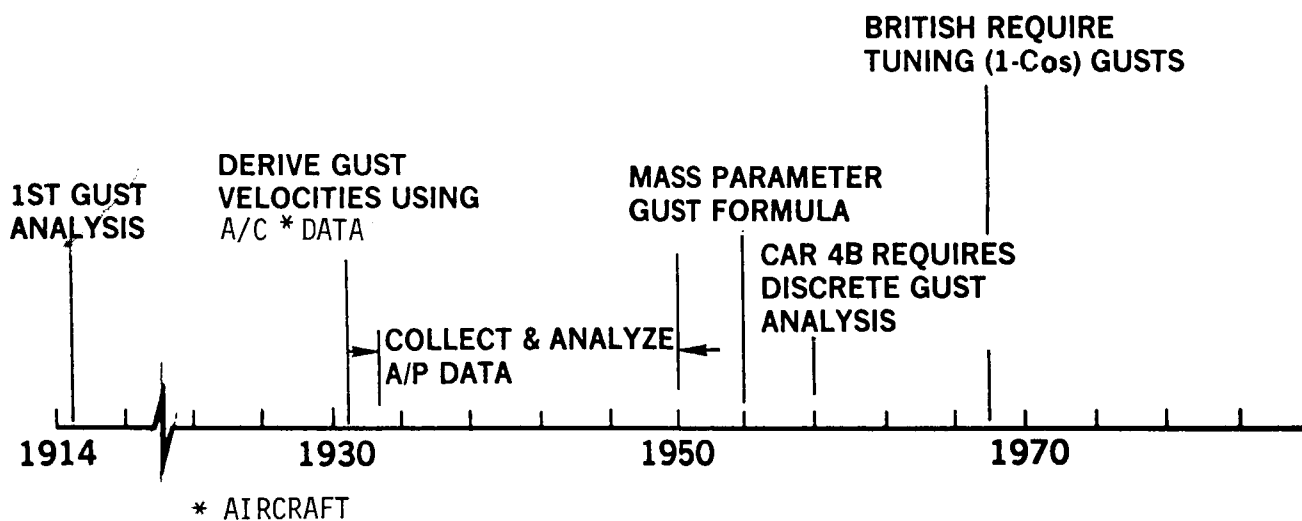 BRITISH REQUIRE
TUNING (1-Cos) GUSTS
DERIVE GUST
VELOCITIES USING
A/C * DATA
1ST GUST
ANALYSIS
MASS PARAMETER
GUST FORMULA
CAR 4B REQUIRES
DISCRETE GUST
ANALYSIS
COLLECT & ANALYZE
A/P DATA
1914
1930
1950
1970
* AIRCRAFT